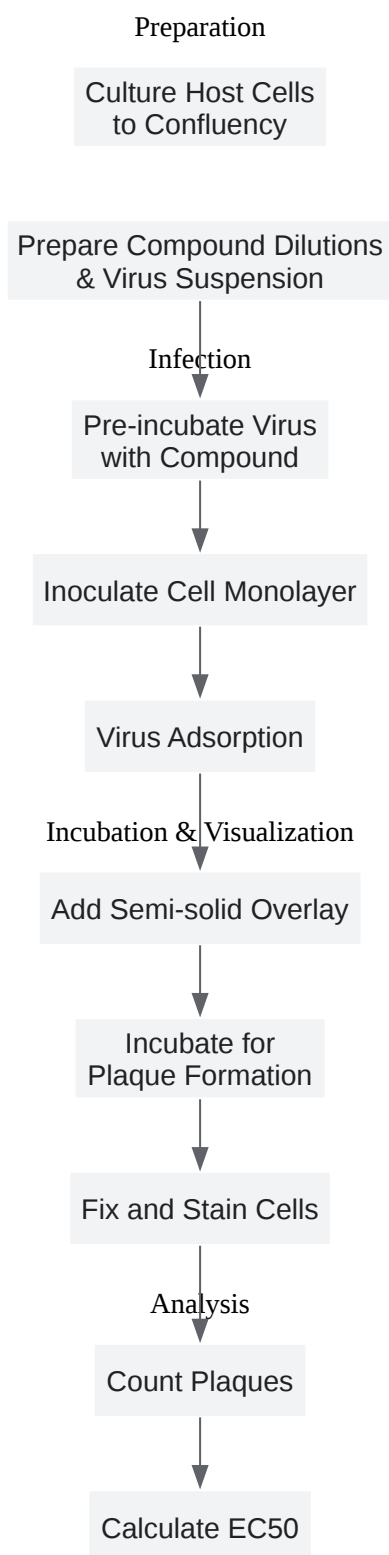 Preparation
Culture Host Cells
to Confluency
Prepare Compound Dilutions
& Virus Suspension
Infection
Pre-incubate Virus
with Compound
Inoculate Cell Monolayer
Virus Adsorption
Incubation & Visualization
Add Semi-solid Overlay
Incubate for
Plaque Formation
Fix and Stain Cells
Analysis
Count Plaques
Calculate EC50